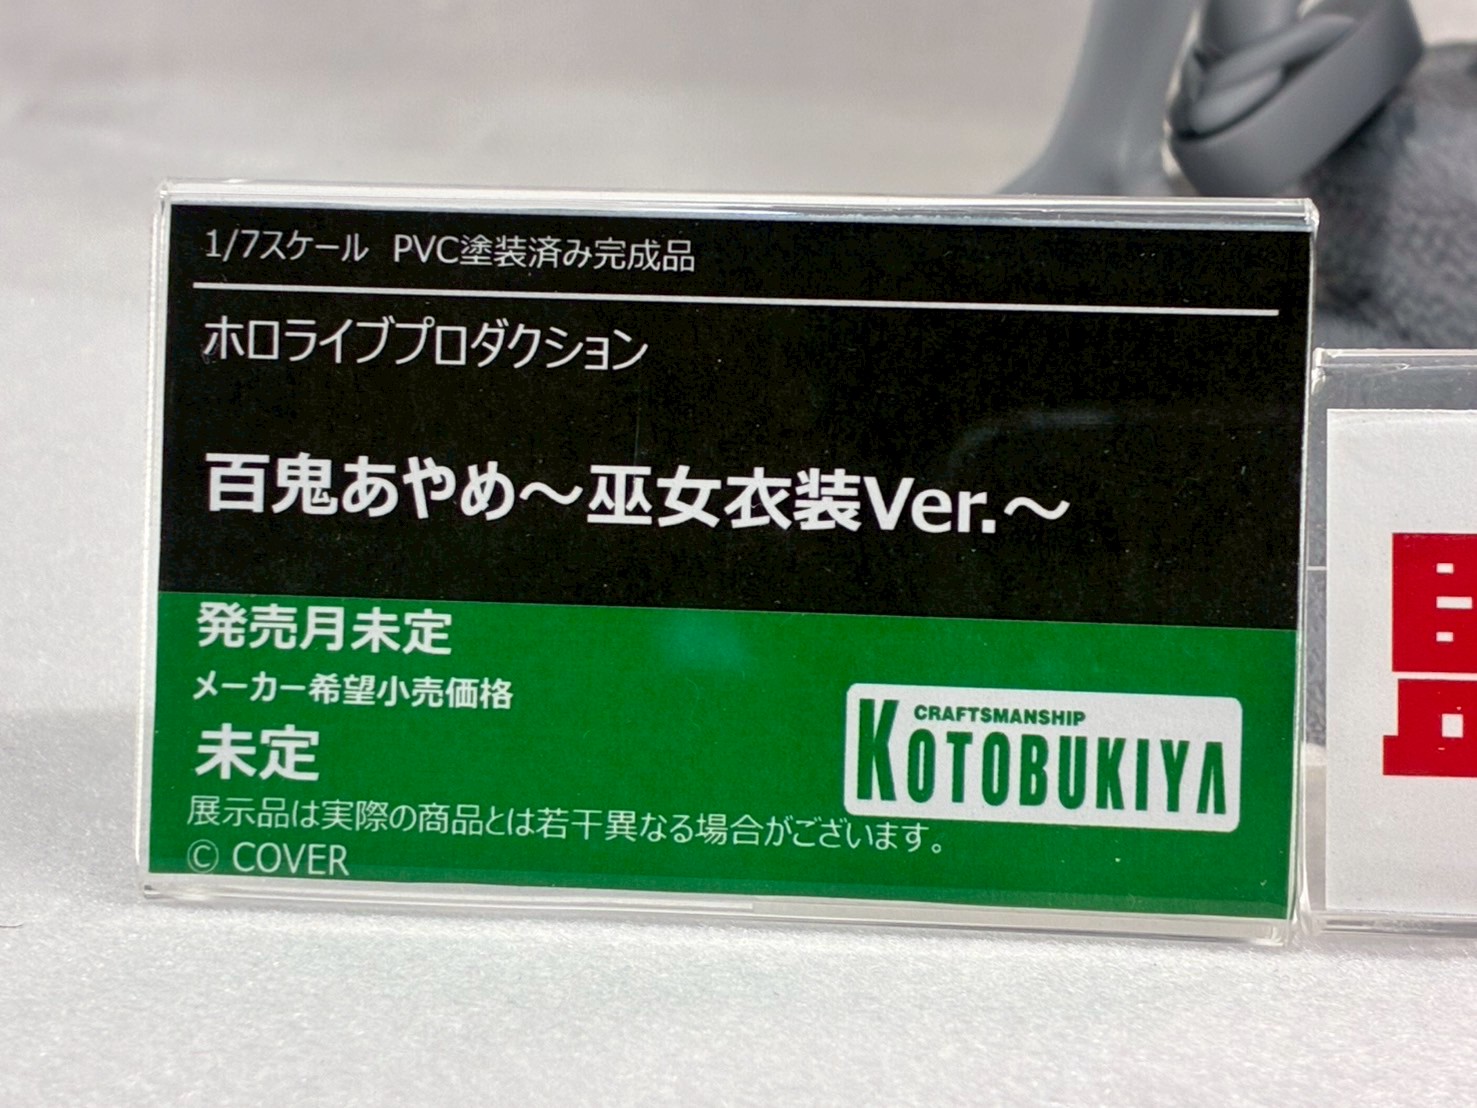 1/7スケール PVC塗装済み完成品
ホロライブプロダクション
百鬼あやめ～巫女衣装Ver.～
発売月未定
メーカー希望小売価格
未定
展示品は実際の商品とは若干異なる場合がございます。
© COVER
CRAFTSMANSHIP
KOTOBUKIYA